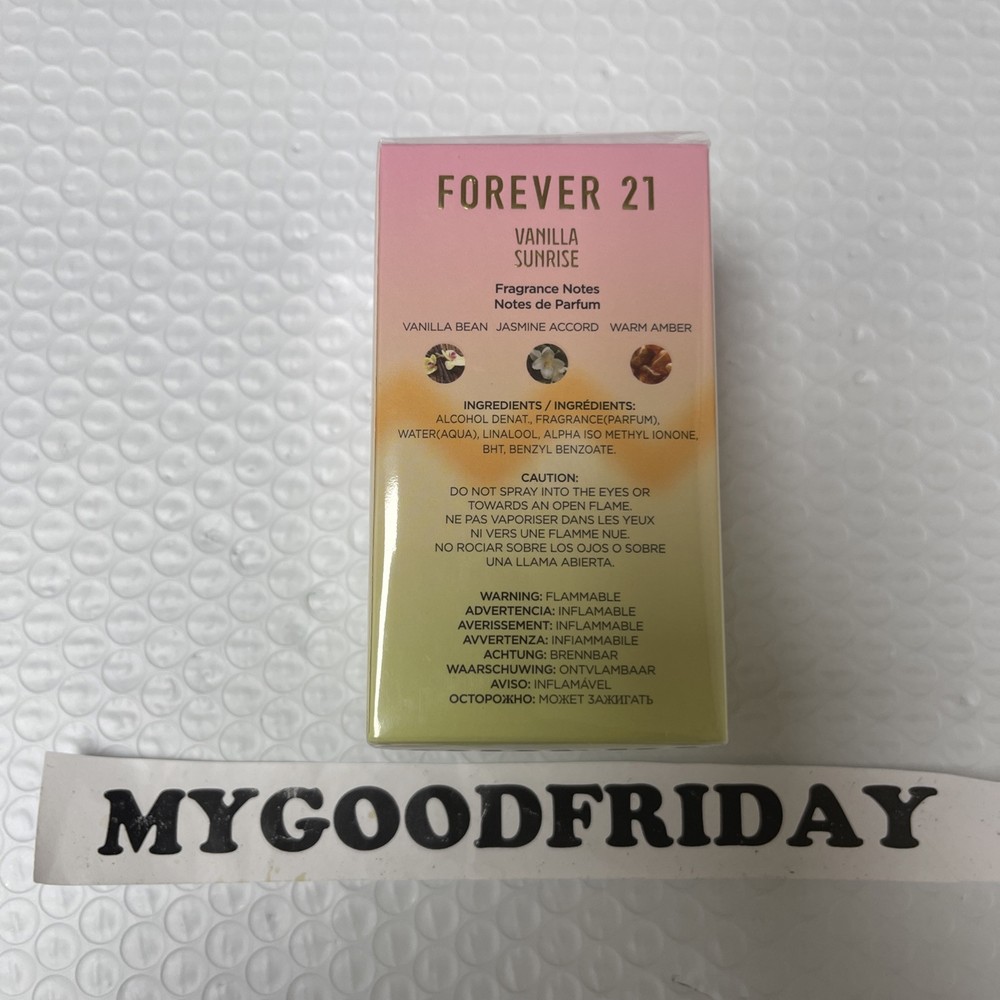 FOREVER 21
VANILLA
SUNRISE
Fragrance Notes
Notes de Parfum
VANILLA BEAN JASMINE ACCORD WARM AMBER
INGREDIENTS / INGRÉDIENTS:
ALCOHOL DENAT., FRAGRANCE(PARFUM),
WATER(AQUA), LINALOOL, ALPHA ISO METHYL IONONE,
BHT, BENZYL BENZOATE.
CAUTION:
DO NOT SPRAY INTO THE EYES OR
TOWARDS AN OPEN FLAME.
NE PAS VAPORISER DANS LES YEUX
NI VERS UNE FLAMME NUE.
NO ROCIAR SOBRE LOS OJOS O SOBRE
UNA LLAMA ABIERTA.
WARNING: FLAMMABLE
ADVERTENCIA: INFLAMABLE
AVERISSEMENT: INFLAMMABLE
AVVERTENZA: INFIAMMABILE
ACHTUNG: BRENNBAR
WAARSCHUWING: ONTVLAMBAAR
AVISO: INFLAMÁVEL
ОСТОРОЖНО: МОЖЕТ ЗАЖИГАТЬ
MYGOODFRIDAY